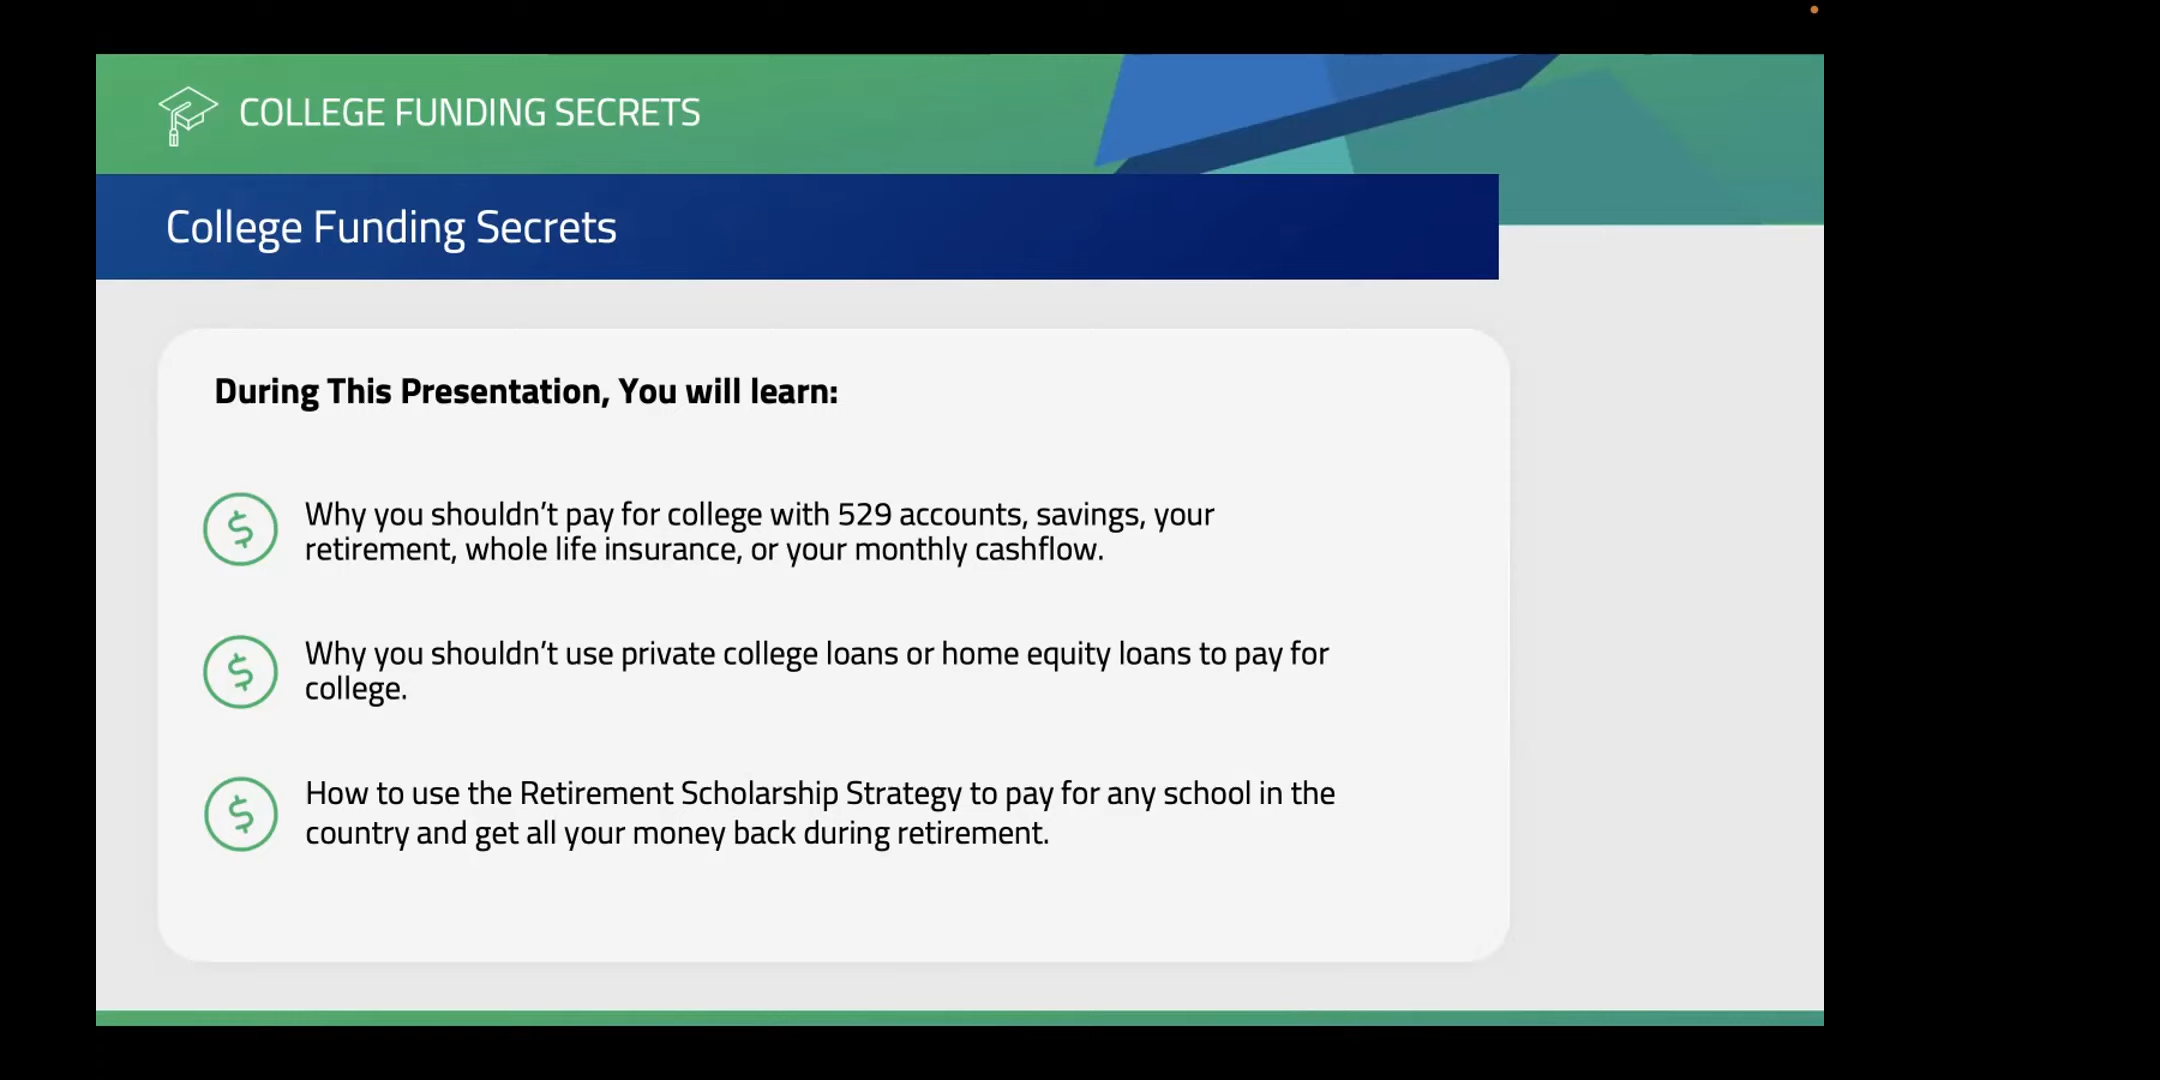 COLLEGE FUNDING SECRETS
College Funding Secrets
During This Presentation, You will learn:
Why you shouldn’t pay for college with 529 accounts, savings, your
retirement, whole life insurance, or your monthly cashflow.
Why you shouldn’t use private college loans or home equity loans to pay for
college.
How to use the Retirement Scholarship Strategy to pay for any school in the
country and get all your money back during retirement.